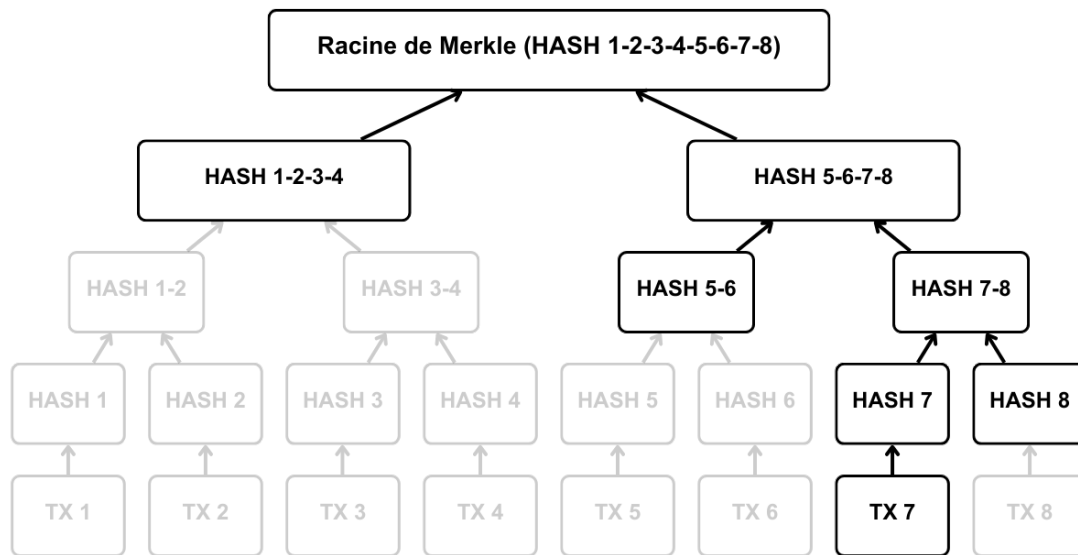 Racine de Merkle (HASH 1-2-3-4-5-6-7-8)
HASH 1-2-3-4
HASH 5-6-7-8
HASH 1-2
HASH 3-4
HASH 5-6
HASH 7-8
HASH 1
HASH 2
HASH 3
HASH 4
HASH 5
HASH 6
HASH 7
HASH 8
TX 1
TX 2
TX 3
TX 4
TX 5
TX 6
TX 7
TX 8